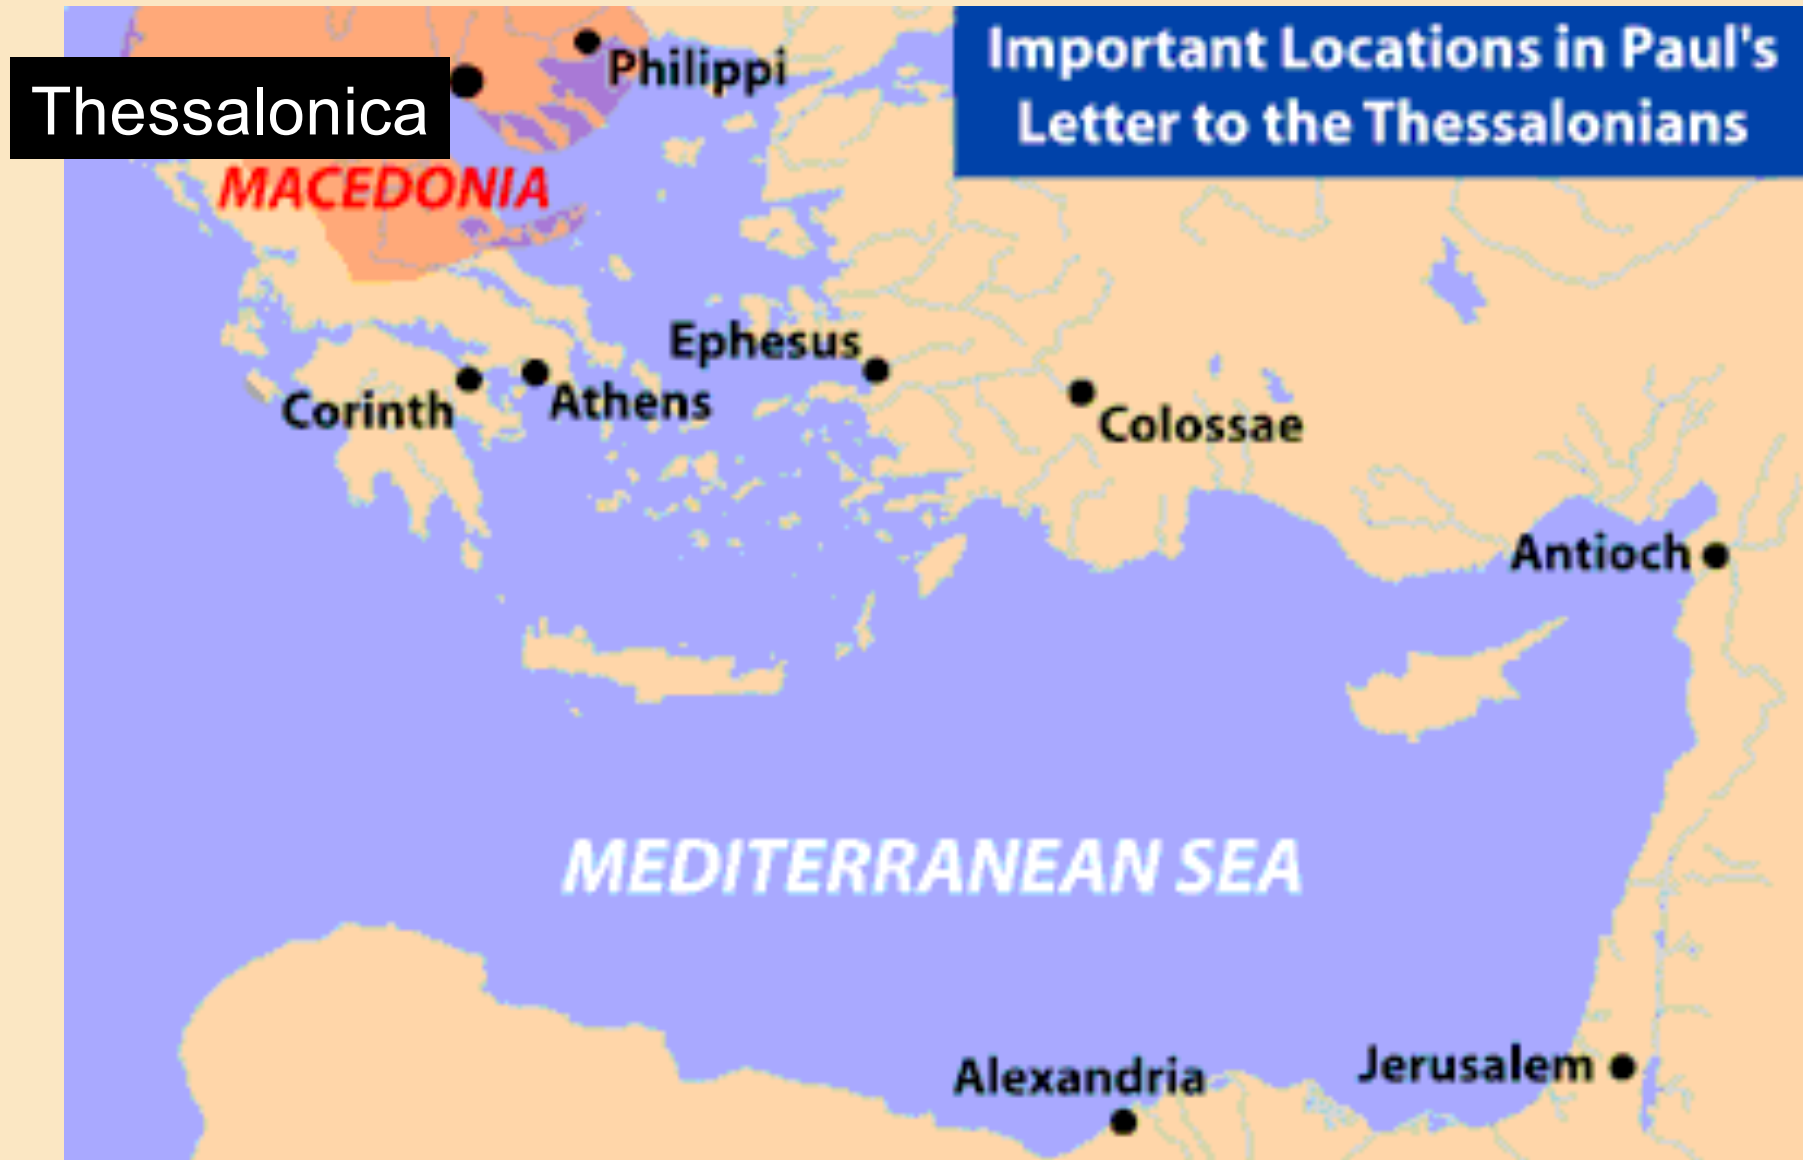 Important Locations in Paul's
Letter to the Thessalonians
Philippi
Thessalonica
MACEDONIA
Ephesus
Corinth
Athens
Colossae
Antioch
MEDITERRANEAN SEA
Alexandria
Jerusalem